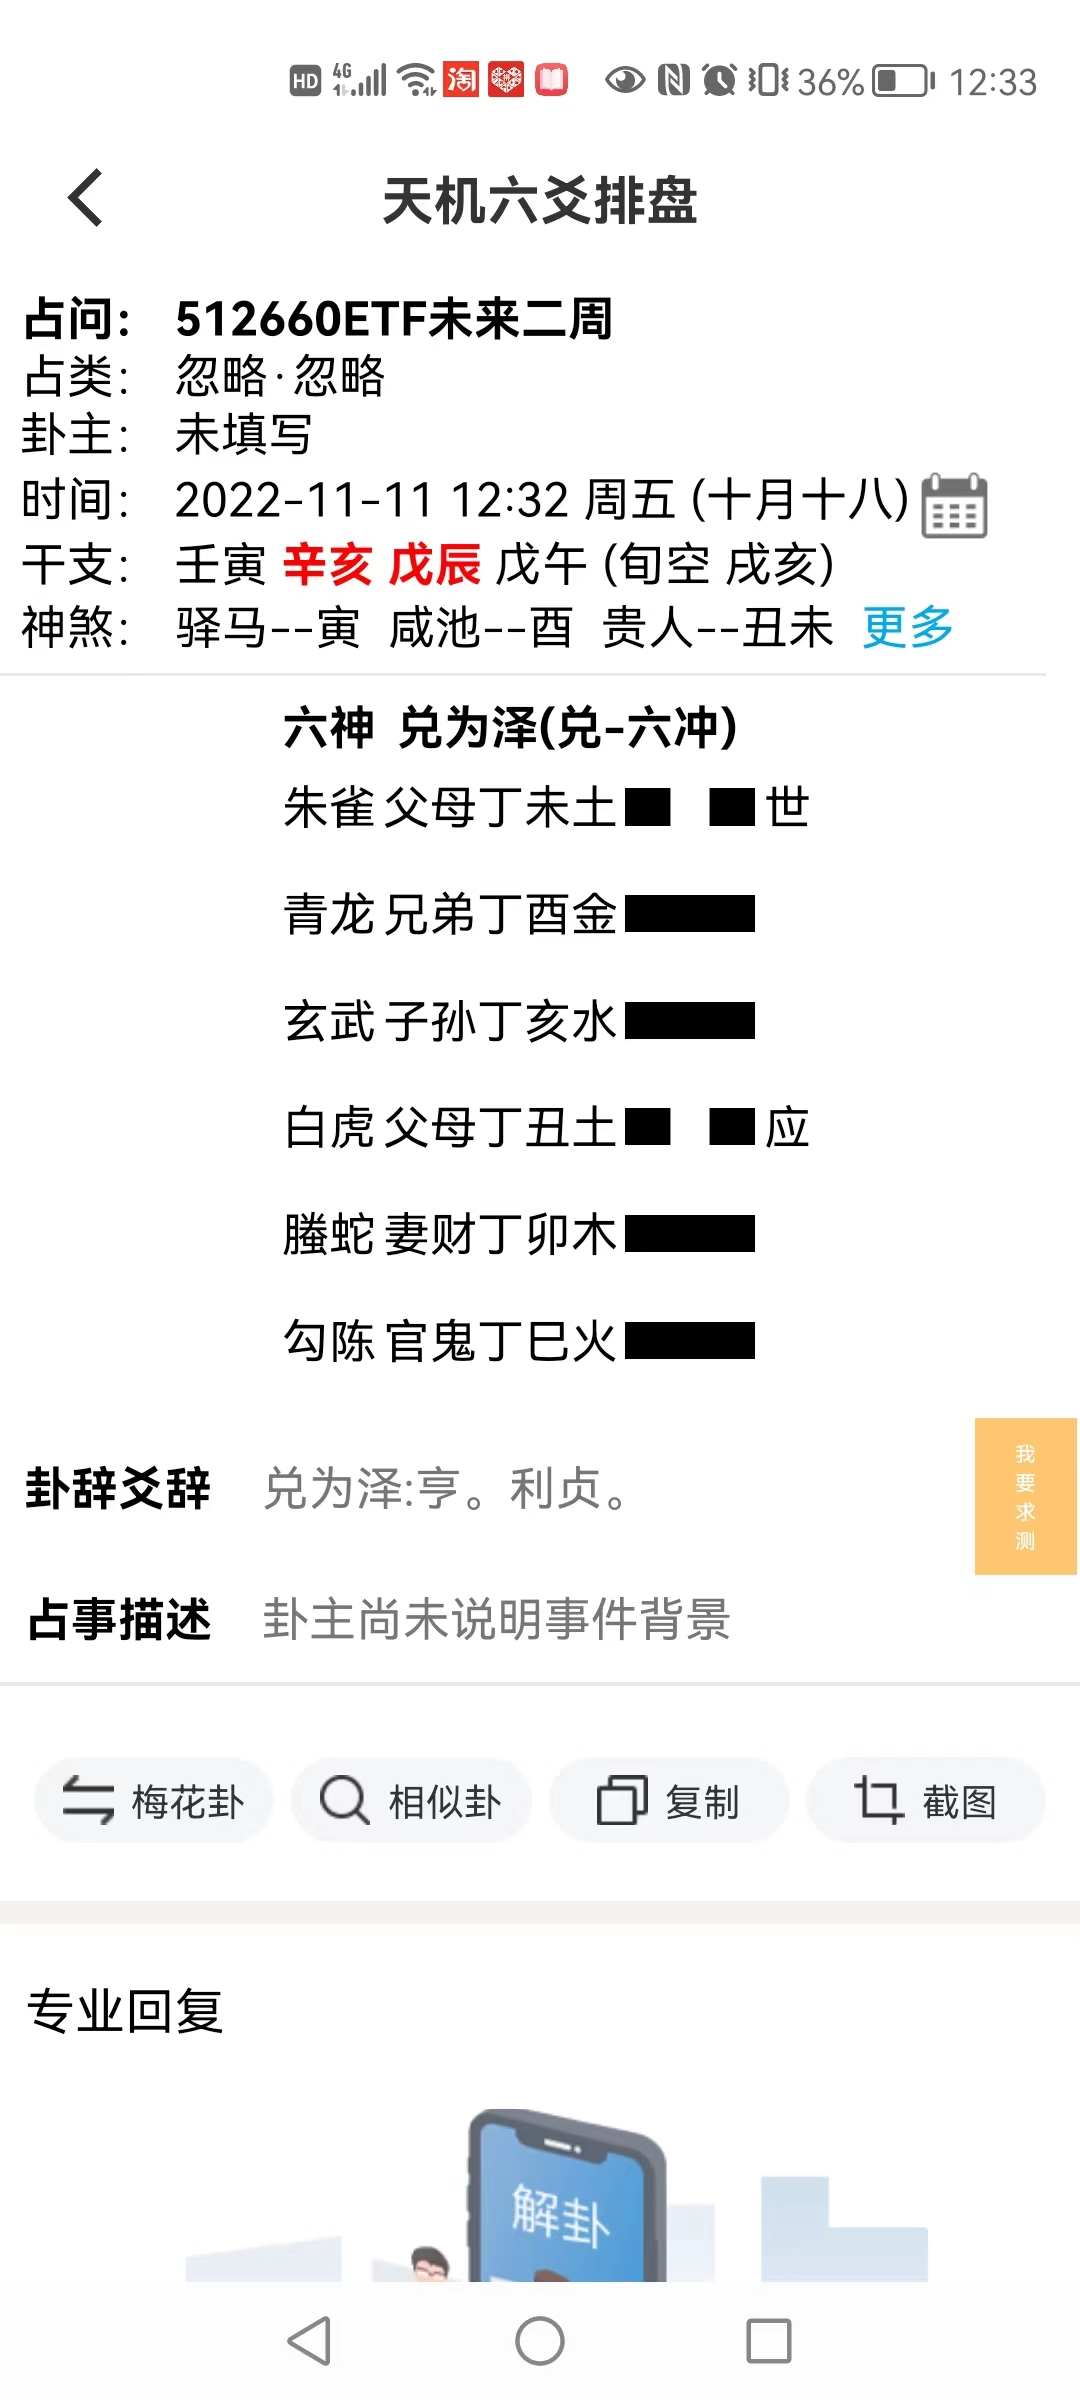 HD 4G 淘 36% 12:33
天机六爻排盘
占问： 512660ETF未来二周
占类： 忽略·忽略
卦主： 未填写
时间： 2022-11-11 12:32 周五 (十月十八)
干支： 壬寅 辛亥 戊辰 戊午 (旬空 戌亥)
神煞： 驿马--寅 咸池--酉 贵人--丑未 更多
六神 兑为泽(兑-六冲)
朱雀 父母丁未土 世
青龙 兄弟丁酉金
玄武 子孙丁亥水
白虎 父母丁丑土 应
螣蛇 妻财丁卯木
勾陈 官鬼丁巳火
卦辞爻辞 兑为泽:亨。利贞。
我要求测
占事描述 卦主尚未说明事件背景
梅花卦 相似卦 复制 截图
专业回复
解卦